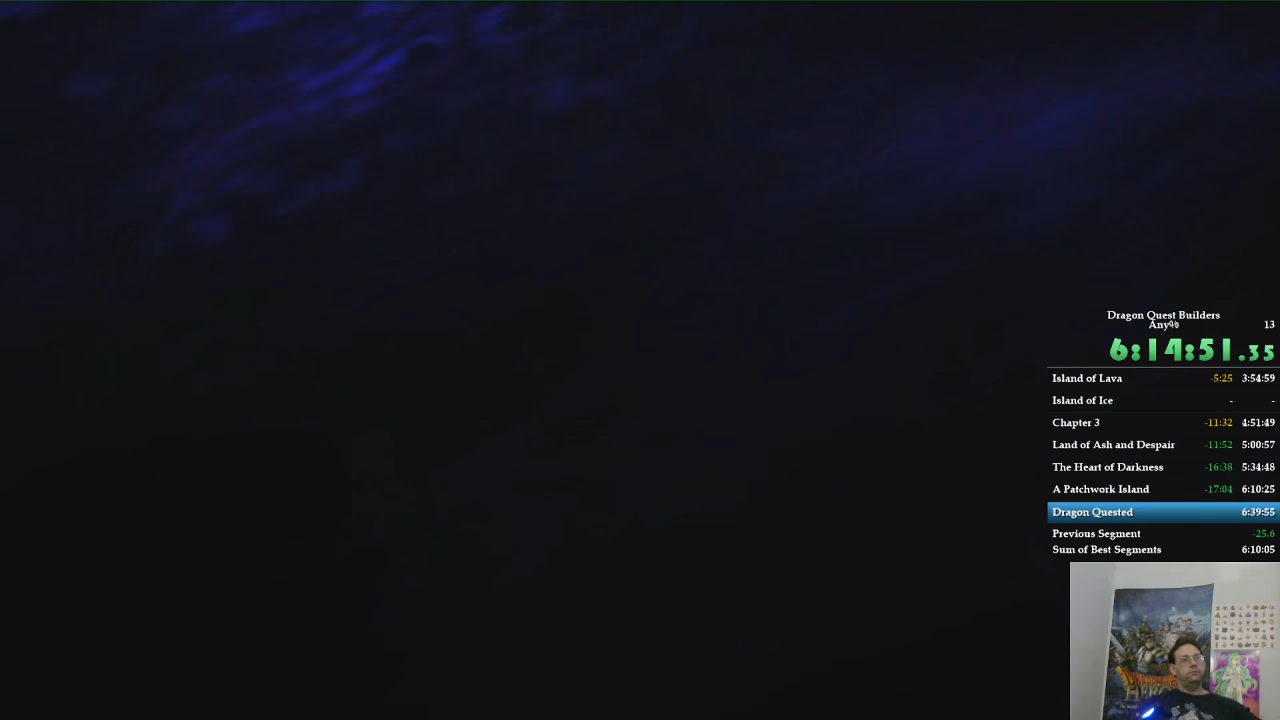 Dragon Quest Builders
Any% 13
6:14:51.35
Island of Lava -5:25 3:54:59
Island of Ice - -
Chapter 3 -11:32 4:51:49
Land of Ash and Despair -11:52 5:00:57
The Heart of Darkness -16:38 5:34:48
A Patchwork Island -17:04 6:10:25
Dragon Quested 6:39:55
Previous Segment -25.6
Sum of Best Segments 6:10:05